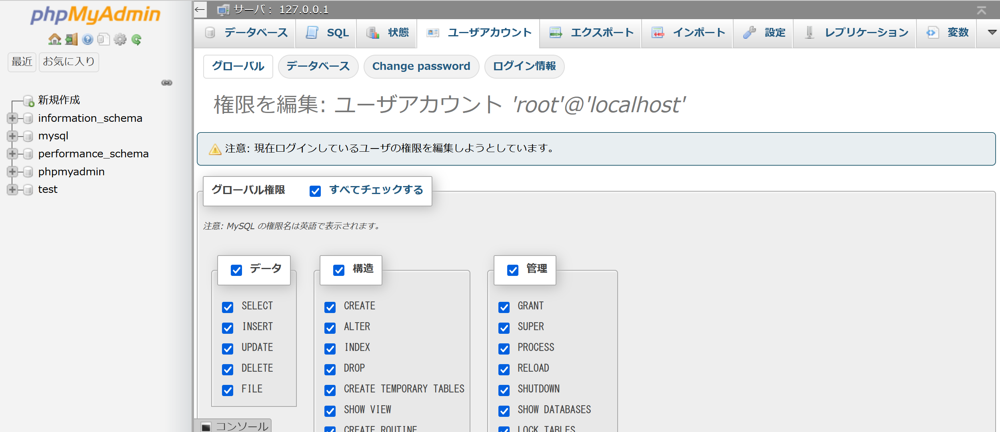 phpMyAdmin
最近 お気に入り
新規作成
information_schema
mysql
performance_schema
phpmyadmin
test
サーバ： 127.0.0.1
データベース SQL 状態 ユーザアカウント エクスポート インポート 設定 レプリケーション 変数
グローバル データベース Change password ログイン情報
権限を編集: ユーザアカウント 'root'@'localhost'
注意: 現在ログインしているユーザの権限を編集しようとしています。
グローバル権限 すべてチェックする
注意: MySQL の権限名は英語で表示されます。
データ
SELECT
INSERT
UPDATE
DELETE
FILE
構造
CREATE
ALTER
INDEX
DROP
CREATE TEMPORARY TABLES
SHOW VIEW
CREATE ROUTINE
管理
GRANT
SUPER
PROCESS
RELOAD
SHUTDOWN
SHOW DATABASES
LOCK TABLES
コンソール